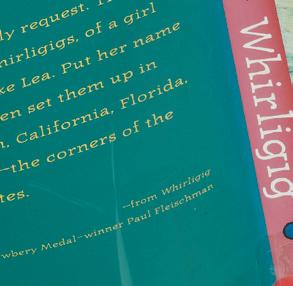 ly request. 
hirligigs, of a girl
ke Lea. Put her name
en set them up in
, California, Florida,
—the corners of the
tes.
—from Whirligig
wbery Medal–winner Paul Fleischman
Whirligig